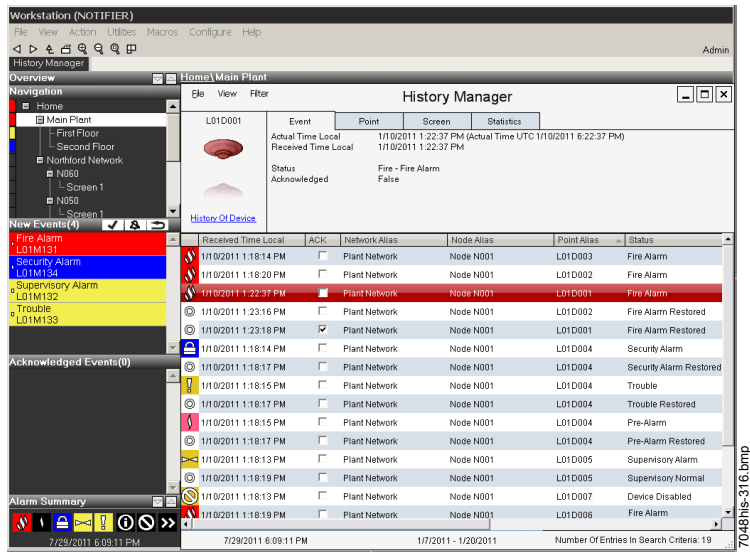 Workstation (NOTIFIER)
File View Action Utilities Macros Configure Help
Admin
History Manager
Overview
Navigation
Home
Main Plant
First Floor
Second Floor
Northford Network
N060
Screen 1
N050
Screen 1
New Events(4)
Fire Alarm
L01M131
Security Alarm
L01M134
Supervisory Alarm
L01M132
Trouble
L01M133
Acknowledged Events(0)
Alarm Summary
7/29/2011 6:09:11 PM
Home\Main Plant
File View Filter
History Manager
L01D001
History Of Device
Event Point Screen Statistics
Actual Time Local 1/10/2011 1:22:37 PM (Actual Time UTC 1/10/2011 6:22:37 PM)
Received Time Local 1/10/2011 1:22:37 PM
Status Fire - Fire Alarm
Acknowledged False
Received Time Local ACK Network Alias Node Alias Point Alias Status
1/10/2011 1:18:14 PM Plant Network Node N001 L01D003 Fire Alarm
1/10/2011 1:18:20 PM Plant Network Node N001 L01D002 Fire Alarm
1/10/2011 1:22:37 PM Plant Network Node N001 L01D001 Fire Alarm
1/10/2011 1:23:16 PM Plant Network Node N001 L01D002 Fire Alarm Restored
1/10/2011 1:23:18 PM Plant Network Node N001 L01D001 Fire Alarm Restored
1/10/2011 1:18:14 PM Plant Network Node N001 L01D004 Security Alarm
1/10/2011 1:18:17 PM Plant Network Node N001 L01D004 Security Alarm Restored
1/10/2011 1:18:15 PM Plant Network Node N001 L01D004 Trouble
1/10/2011 1:18:17 PM Plant Network Node N001 L01D004 Trouble Restored
1/10/2011 1:18:15 PM Plant Network Node N001 L01D004 Pre-Alarm
1/10/2011 1:18:17 PM Plant Network Node N001 L01D004 Pre-Alarm Restored
1/10/2011 1:18:13 PM Plant Network Node N001 L01D005 Supervisory Alarm
1/10/2011 1:18:19 PM Plant Network Node N001 L01D005 Supervisory Normal
1/10/2011 1:18:13 PM Plant Network Node N001 L01D007 Device Disabled
1/10/2011 1:18:19 PM Plant Network Node N001 L01D006 Fire Alarm
7/29/2011 6:09:11 PM 1/7/2011 - 1/20/2011 Number Of Entries In Search Criteria: 19
7048his-316.bmp